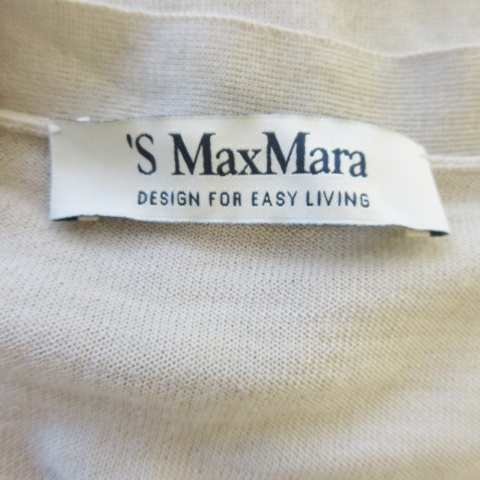 'S MaxMara
DESIGN FOR EASY LIVING